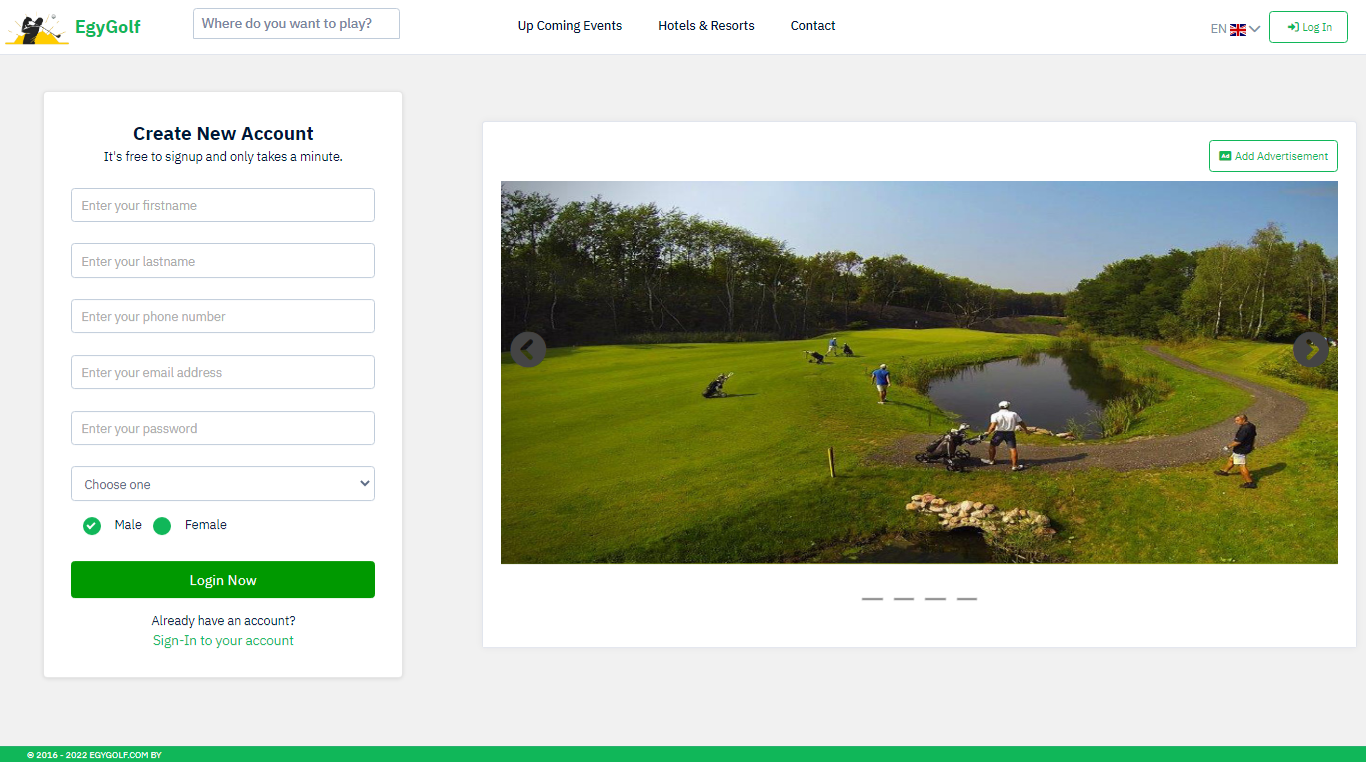 EgyGolf
Where do you want to play?
Up Coming Events
Hotels & Resorts
Contact
EN
Log In
Create New Account
It's free to signup and only takes a minute.
Enter your firstname
Enter your lastname
Enter your phone number
Enter your email address
Enter your password
Choose one
Male
Female
Login Now
Already have an account?
Sign-In to your account
Ad Add Advertisement
© 2016 - 2022 EGYGOLF.COM BY